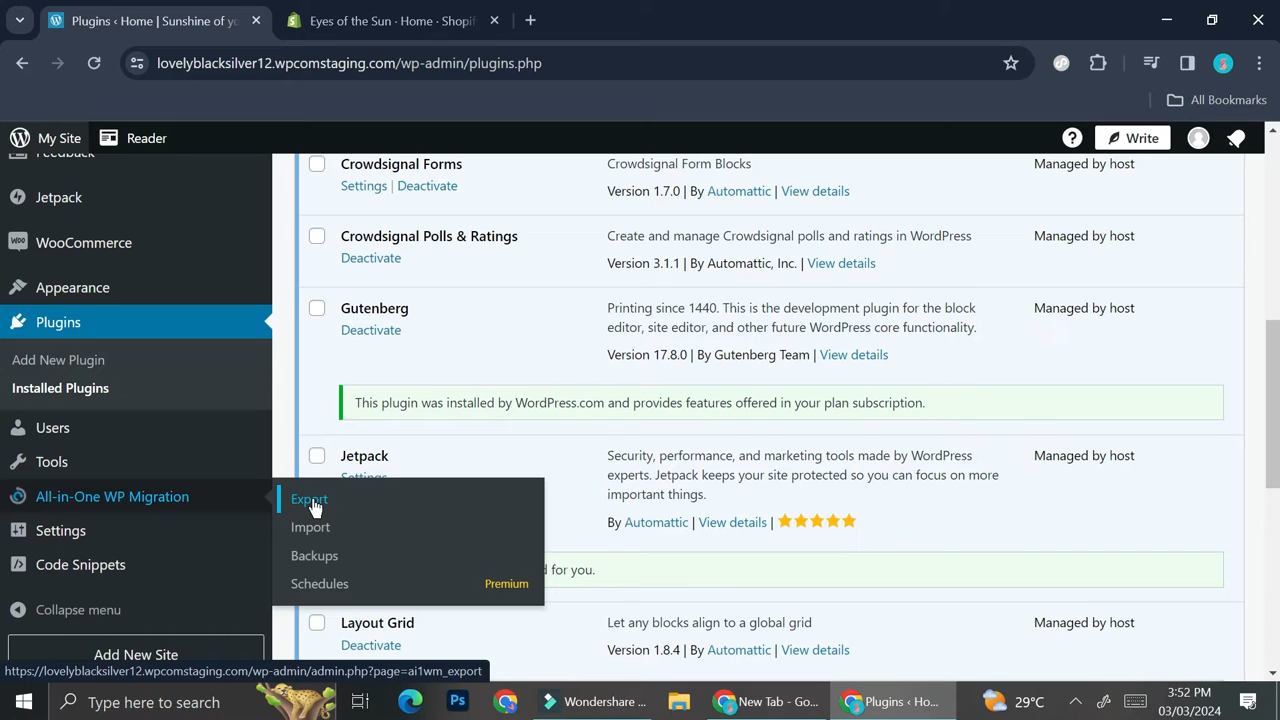 Plugins ‹ Home | Sunshine of yo
Eyes of the Sun · Home · Shopif
lovelyblacksilver12.wpcomstaging.com/wp-admin/plugins.php
All Bookmarks
My Site
Reader
Write
Feedback
Jetpack
WooCommerce
Appearance
Plugins
Add New Plugin
Installed Plugins
Users
Tools
All-in-One WP Migration
Settings
Code Snippets
Collapse menu
Add New Site
Export
Import
Backups
Schedules Premium
Crowdsignal Forms
Settings | Deactivate
Crowdsignal Form Blocks
Version 1.7.0 | By Automattic | View details
Managed by host
Crowdsignal Polls & Ratings
Deactivate
Create and manage Crowdsignal polls and ratings in WordPress
Version 3.1.1 | By Automattic, Inc. | View details
Managed by host
Gutenberg
Deactivate
Printing since 1440. This is the development plugin for the block
editor, site editor, and other future WordPress core functionality.
Version 17.8.0 | By Gutenberg Team | View details
Managed by host
This plugin was installed by WordPress.com and provides features offered in your plan subscription.
Jetpack
Settings
Security, performance, and marketing tools made by WordPress
experts. Jetpack keeps your site protected so you can focus on more
important things.
By Automattic | View details |
Managed by host
d for you.
Layout Grid
Deactivate
Let any blocks align to a global grid
Version 1.8.4 | By Automattic | View details
Managed by host
https://lovelyblacksilver12.wpcomstaging.com/wp-admin/admin.php?page=ai1wm_export
Type here to search
Ps
Wondershare ...
New Tab - Go...
Plugins ‹ Ho...
29°C
3:52 PM
03/03/2024